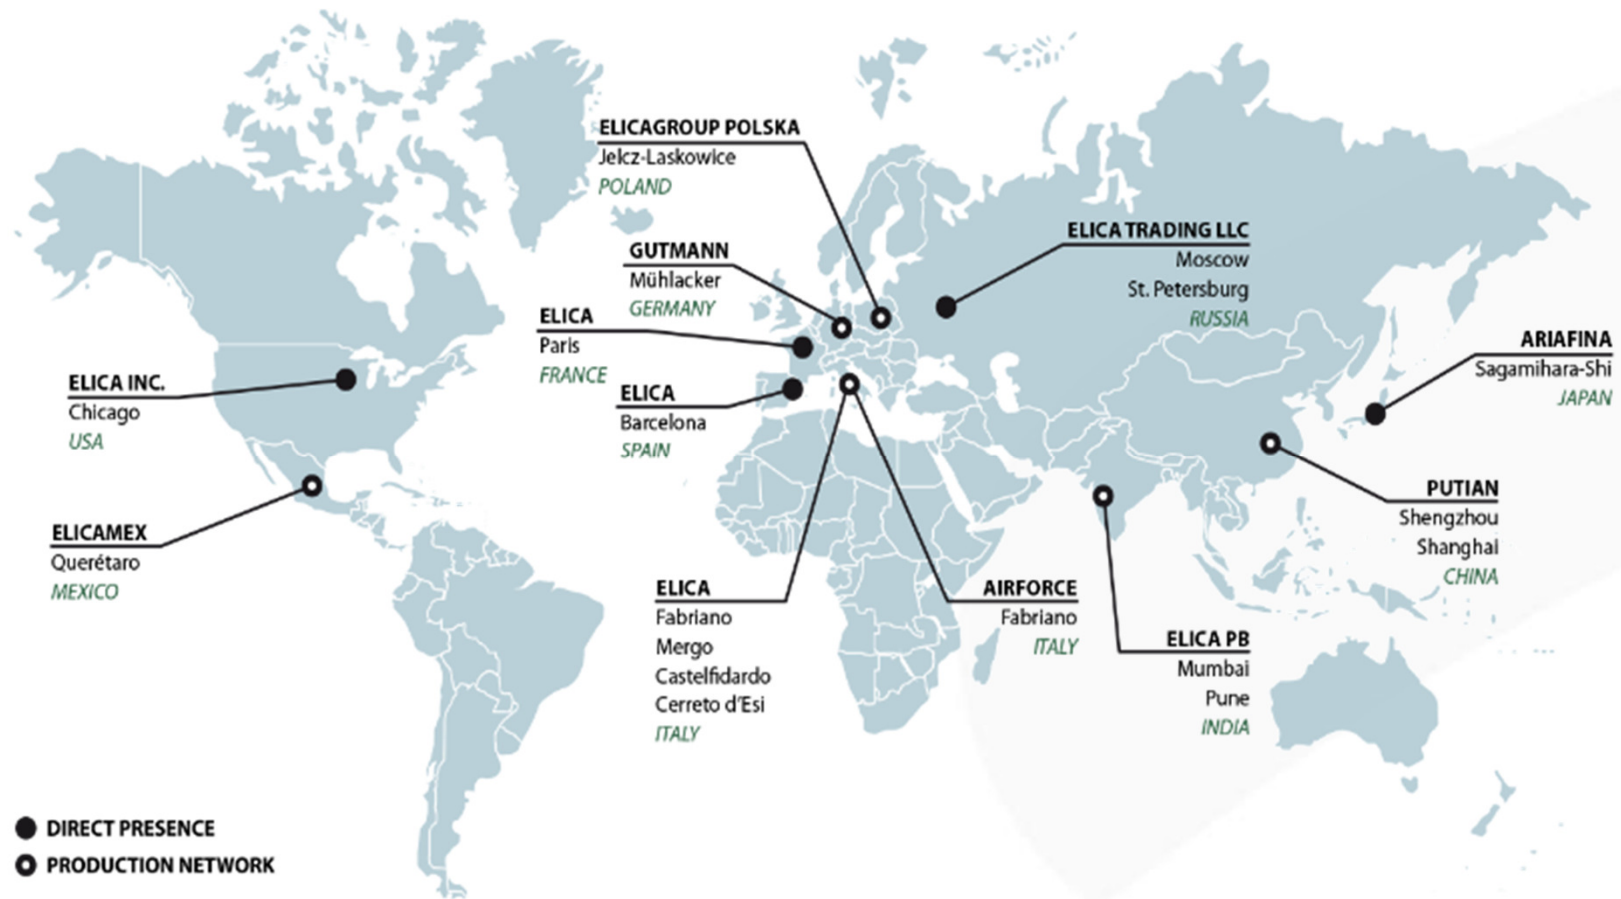 ELICAGROUP POLSKA
Jelcz-Laskowice
POLAND
GUTMANN
Mühlacker
GERMANY
ELICA
Paris
FRANCE
ELICA
Barcelona
SPAIN
ELICA TRADING LLC
Moscow
St. Petersburg
RUSSIA
ARIAFINA
Sagamihara-Shi
JAPAN
ELICA INC.
Chicago
USA
ELICAMEX
Querétaro
MEXICO
PUTIAN
Shengzhou
Shanghai
CHINA
ELICA
Fabriano
Mergo
Castelfidardo
Cerreto d'Esi
ITALY
AIRFORCE
Fabriano
ITALY
ELICA PB
Mumbai
Pune
INDIA
DIRECT PRESENCE
PRODUCTION NETWORK